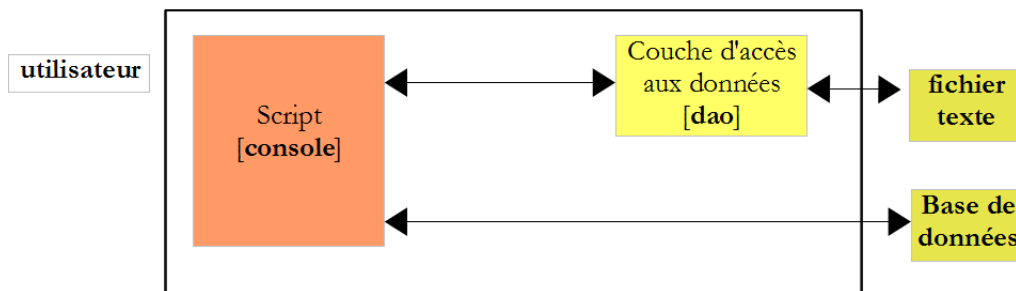 utilisateur
Script
[console]
Couche d'accès
aux données
[dao]
fichier
texte
Base de
données